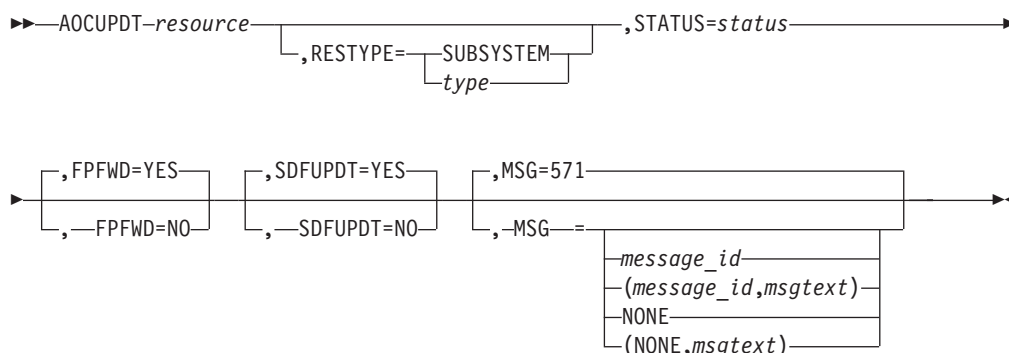 AOCUPDT resource ,STATUS=status
,RESTYPE= SUBSYSTEM
type
,FPFWD=YES ,SDFUPDT=YES ,MSG=571
, FPFWD=NO , SDFUPDT=NO , MSG =
message_id
(message_id,msgtext)
NONE
(NONE,msgtext)